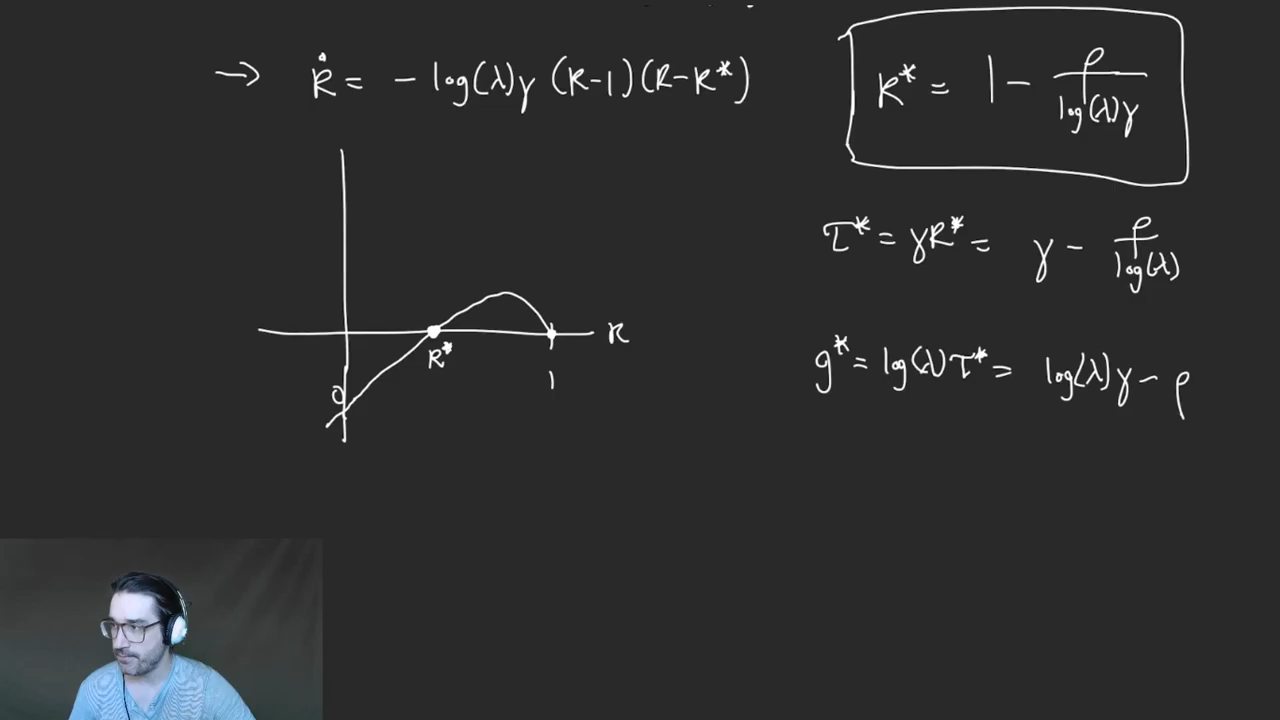 → Ṙ = - log(λ)γ (R-1)(R-R*)
R* = 1 - ρ/log(λ)γ
τ* = γR* = γ - ρ/log(λ)
R
R*
1
0
g* = log(λ)τ* = log(λ)γ - ρ